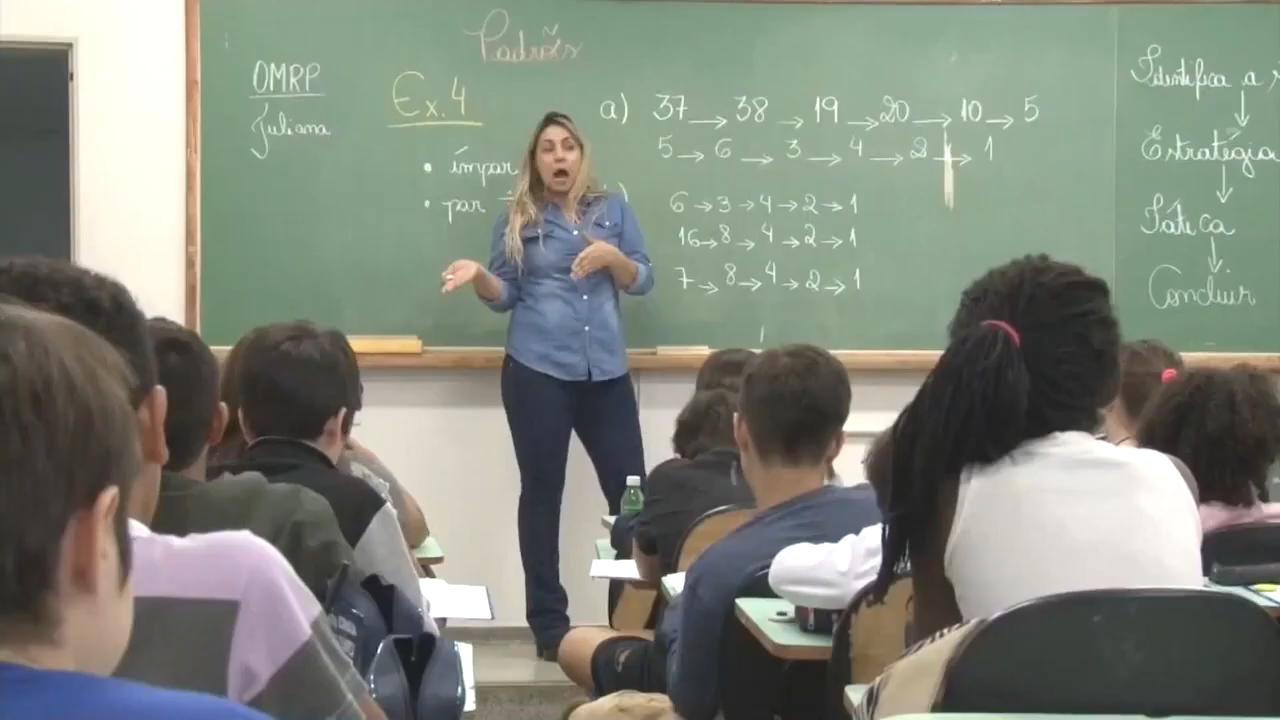 Padrões
OMRP
Juliana
Ex. 4
• ímpar
• par
a) 37 → 38 → 19 → 20 → 10 → 5
5 → 6 → 3 → 4 → 2 → 1
6 → 3 → 4 → 2 → 1
16 → 8 → 4 → 2 → 1
7 → 8 → 4 → 2 → 1
Identifica a
↓
Estratégia
↓
Prática
↓
Concluir